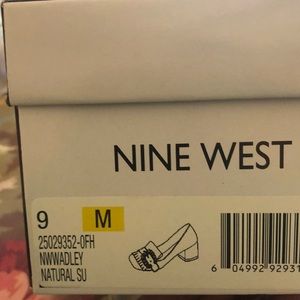 NINE WEST
9 M
25029352-0FH
NWWADLEY
NATURAL SU
6 04992 92931